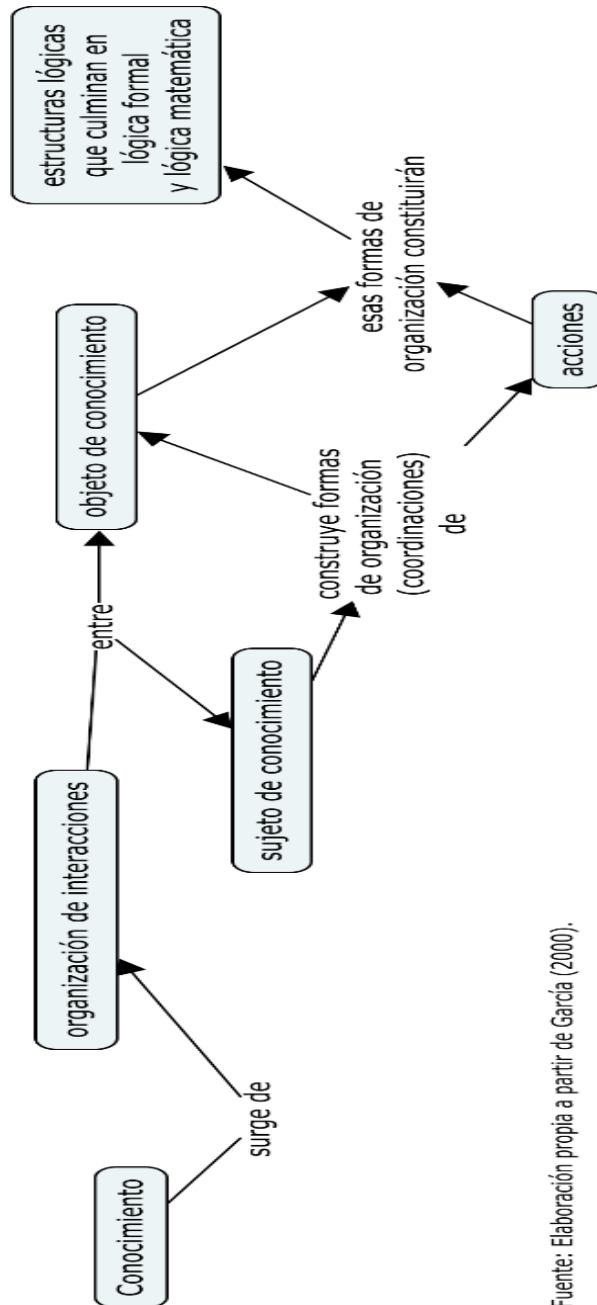 Conocimiento
surge de
organización de interacciones
entre
objeto de conocimiento
sujeto de conocimiento
construye formas
de organización
(coordinaciones)
de
acciones
esas formas de
organización constituirán
estructuras lógicas
que culminan en
lógica formal
y lógica matemática
Fuente: Elaboración propia a partir de García (2000).